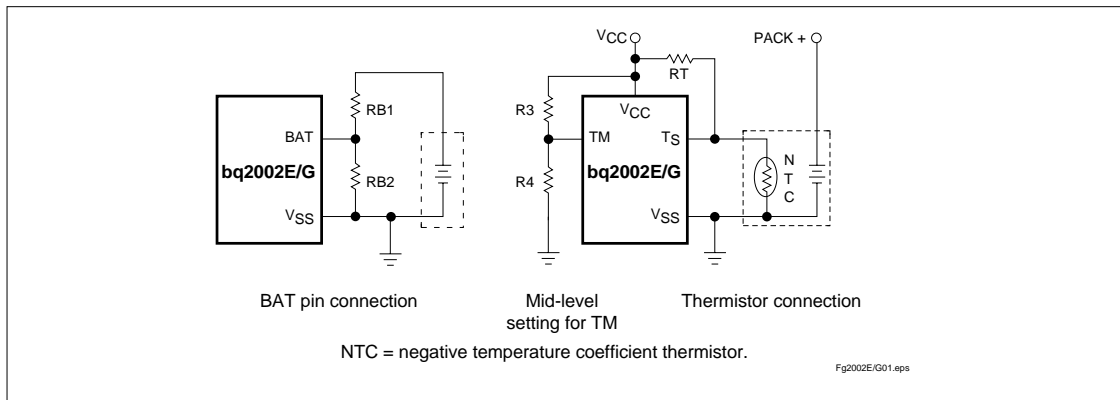 RB1
BAT
bq2002E/G
RB2
VSS
BAT pin connection
VCC
PACK +
RT
VCC
R3
TM
TS
bq2002E/G
R4
VSS
N
T
C
Mid-level
setting for TM
Thermistor connection
NTC = negative temperature coefficient thermistor.
Fg2002E/G01.eps